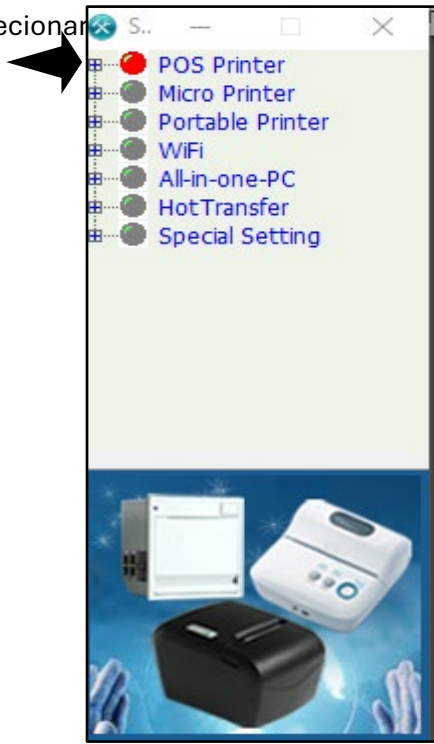 ecionar
S..
POS Printer
Micro Printer
Portable Printer
WiFi
All-in-one-PC
HotTransfer
Special Setting